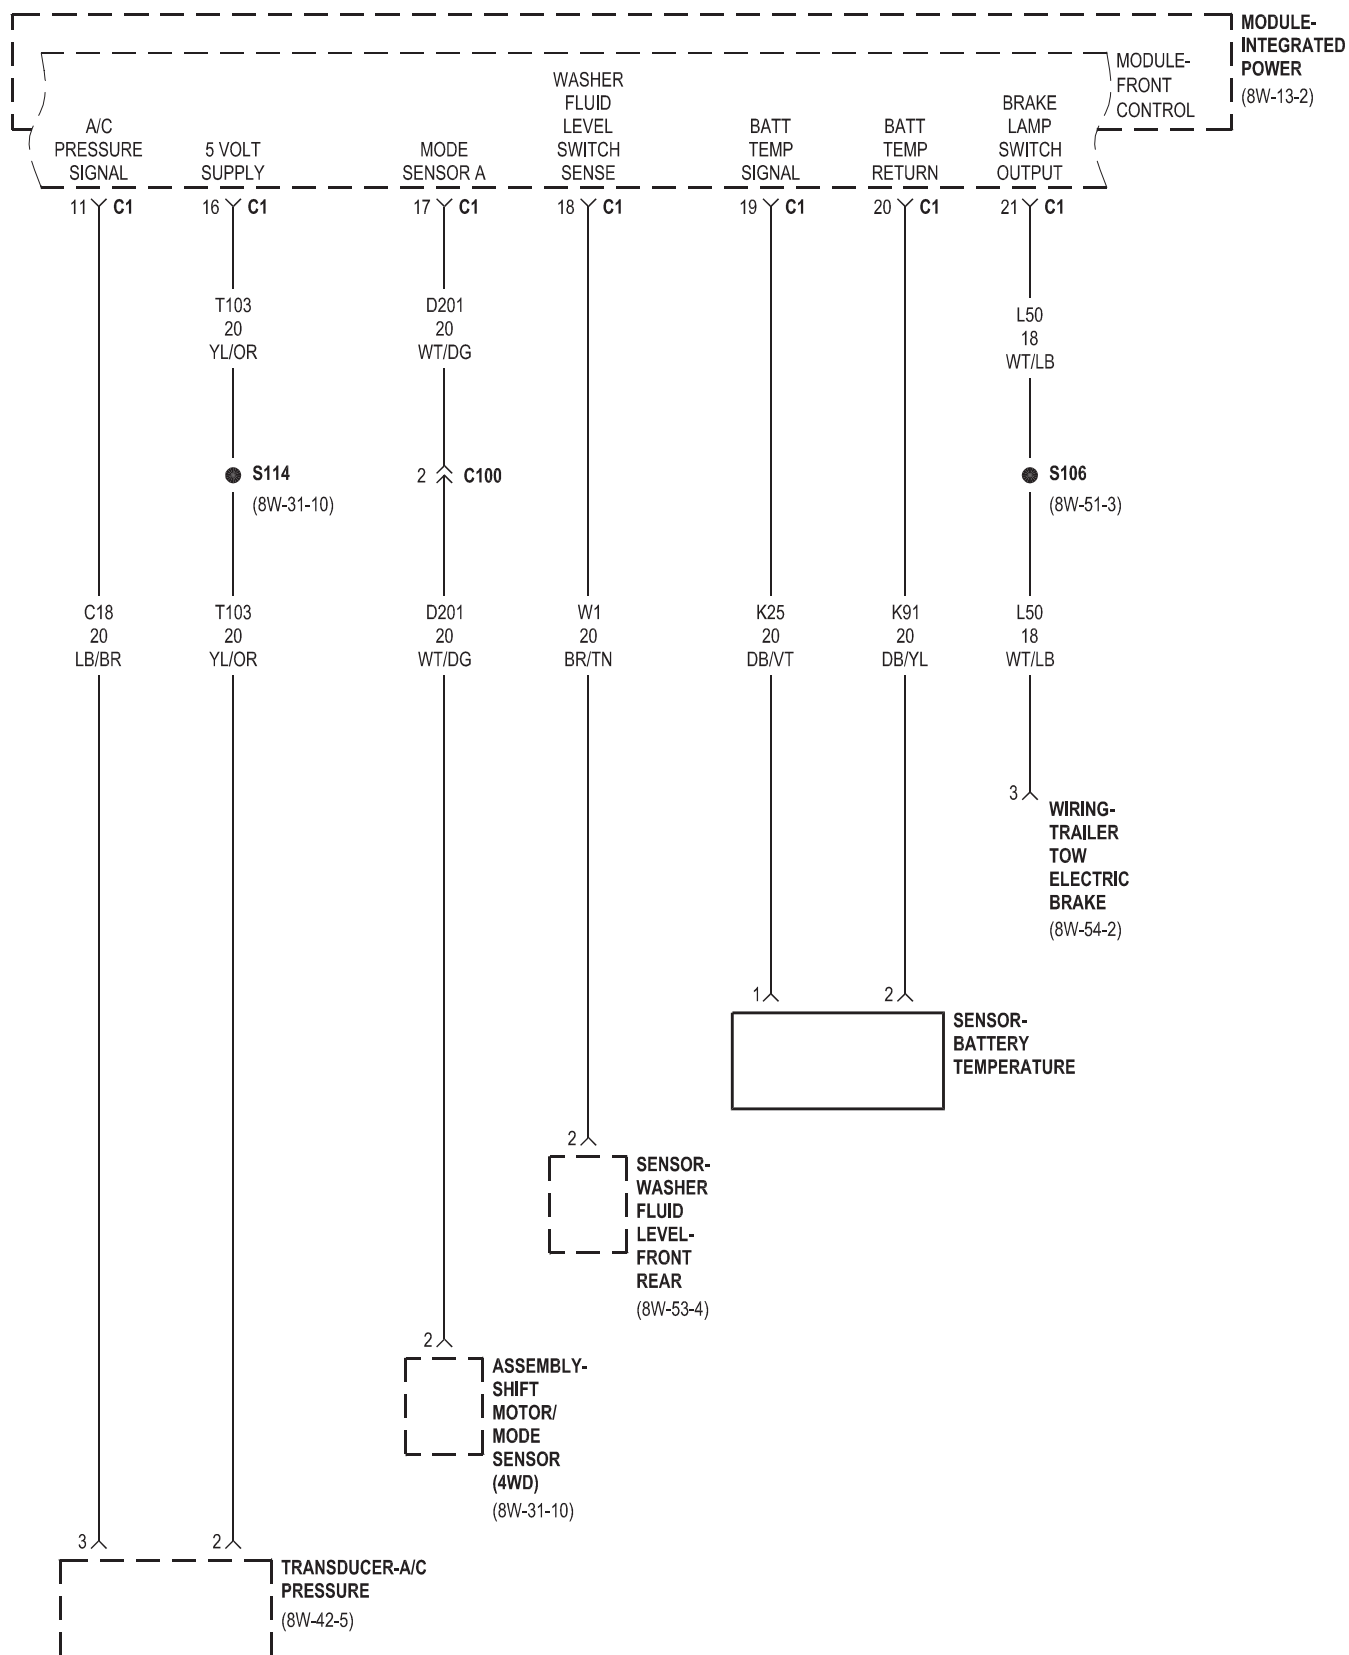 MODULE-
INTEGRATED
POWER
(8W-13-2)
MODULE-
FRONT
CONTROL
A/C
PRESSURE
SIGNAL
5 VOLT
SUPPLY
MODE
SENSOR A
WASHER
FLUID
LEVEL
SWITCH
SENSE
BATT
TEMP
SIGNAL
BATT
TEMP
RETURN
BRAKE
LAMP
SWITCH
OUTPUT
11 C1
16 C1
17 C1
18 C1
19 C1
20 C1
21 C1
T103
20
YL/OR
D201
20
WT/DG
L50
18
WT/LB
S114
(8W-31-10)
2 C100
S106
(8W-51-3)
C18
20
LB/BR
T103
20
YL/OR
D201
20
WT/DG
W1
20
BR/TN
K25
20
DB/VT
K91
20
DB/YL
L50
18
WT/LB
3
WIRING-
TRAILER
TOW
ELECTRIC
BRAKE
(8W-54-2)
1
2
SENSOR-
BATTERY
TEMPERATURE
2
SENSOR-
WASHER
FLUID
LEVEL-
FRONT
REAR
(8W-53-4)
2
ASSEMBLY-
SHIFT
MOTOR/
MODE
SENSOR
(4WD)
(8W-31-10)
3
2
TRANSDUCER-A/C
PRESSURE
(8W-42-5)